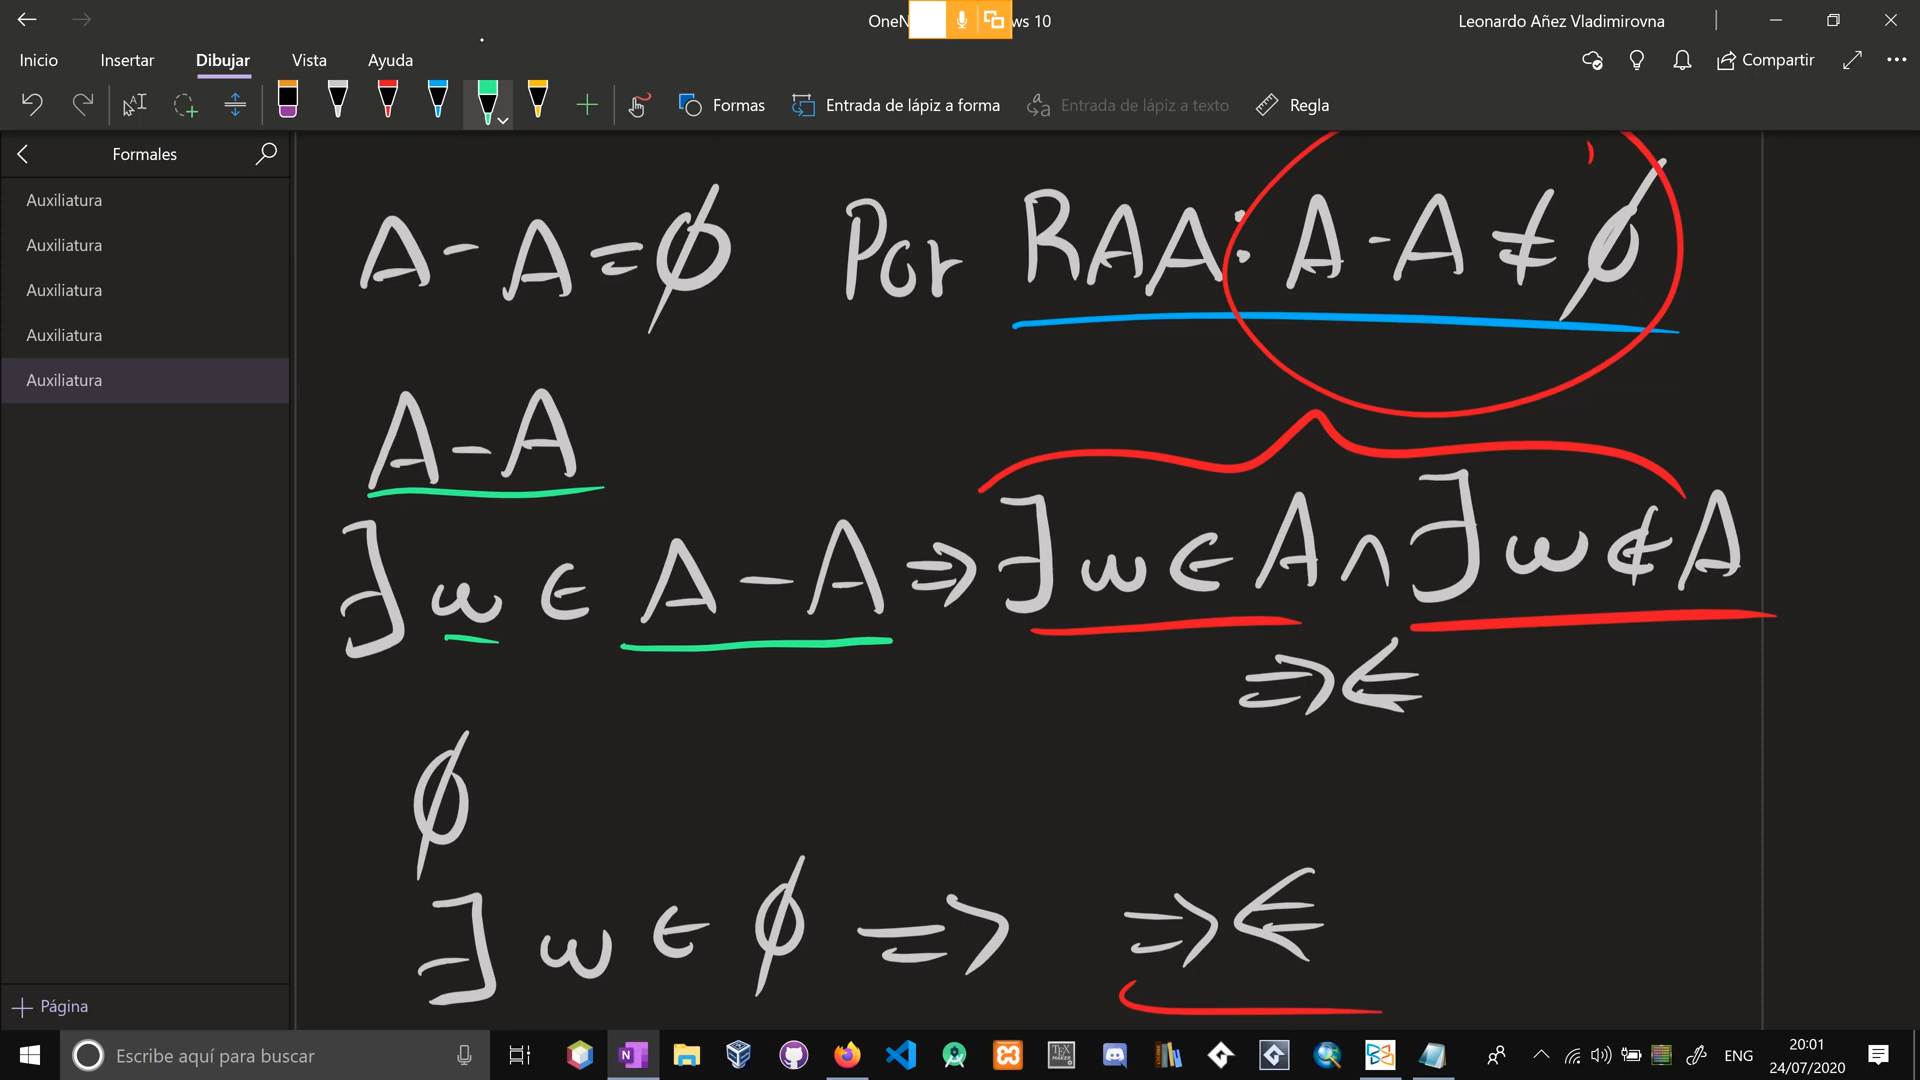 OneN ws 10
Leonardo Añez Vladimirovna
Inicio Insertar Dibujar Vista Ayuda
Compartir
Formas Entrada de lápiz a forma Entrada de lápiz a texto Regla
Formales
Auxiliatura
Auxiliatura
Auxiliatura
Auxiliatura
Auxiliatura
A - A = ∅ Por RAA: A - A ≠ ∅
A - A
∃ w ∈ A - A ⇒ ∃ w ∈ A ∧ ∃ w ∉ A
⇒⇐
∅
∃ w ∈ ∅ ⇒ ⇒⇐
Página
Escribe aquí para buscar
ENG
20:01
24/07/2020